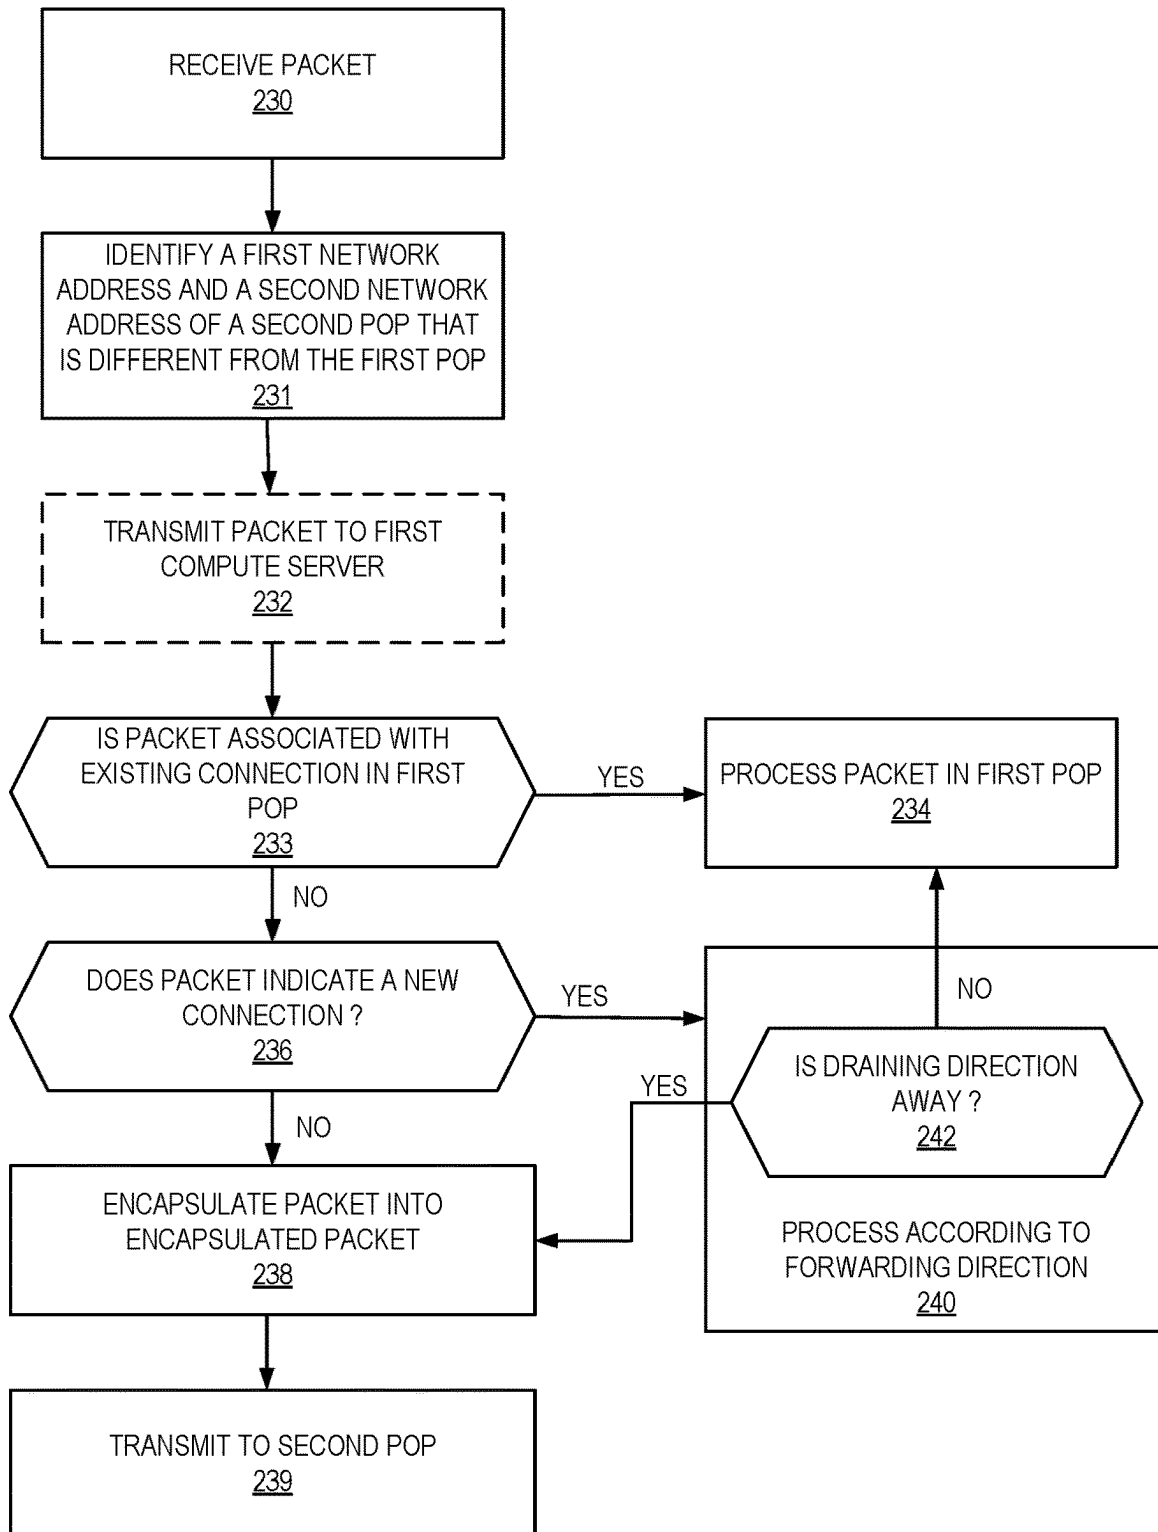 RECEIVE PACKET
230
IDENTIFY A FIRST NETWORK
ADDRESS AND A SECOND NETWORK
ADDRESS OF A SECOND POP THAT
IS DIFFERENT FROM THE FIRST POP
231
TRANSMIT PACKET TO FIRST
COMPUTE SERVER
232
IS PACKET ASSOCIATED WITH
EXISTING CONNECTION IN FIRST
POP
233
YES
PROCESS PACKET IN FIRST POP
234
NO
DOES PACKET INDICATE A NEW
CONNECTION ?
236
YES
NO
IS DRAINING DIRECTION
AWAY ?
242
YES
NO
PROCESS ACCORDING TO
FORWARDING DIRECTION
240
ENCAPSULATE PACKET INTO
ENCAPSULATED PACKET
238
TRANSMIT TO SECOND POP
239